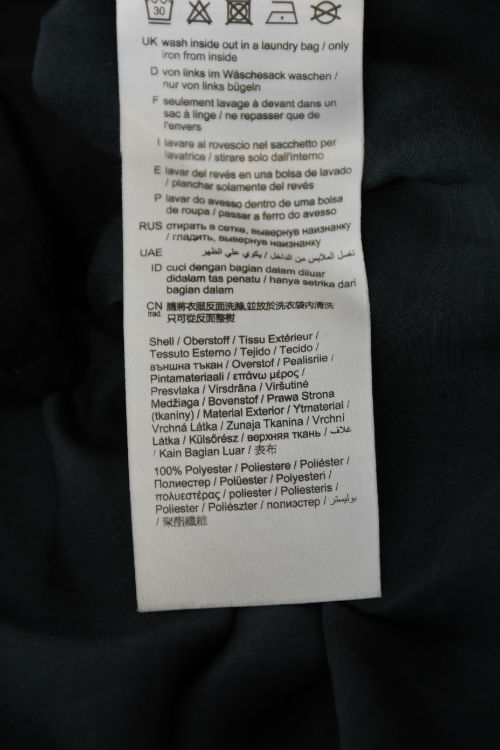 30
UK wash inside out in a laundry bag / only
iron from inside
D von links im Wäschesack waschen /
nur von links bügeln
F seulement lavage à devant dans un
sac à linge / ne repasser que de
l'envers
I lavare al rovescio nel sacchetto per
lavatrice / stirare solo dall'interno
E lavar del revés en una bolsa de lavado
/ planchar solamente del revés
P lavar do avesso dentro de uma bolsa
de roupa / passar a ferro do avesso
RUS стирать в сетке, вывернув наизнанку
/ гладить, вывернув наизнанку
UAE تغسل الملابس من الداخل / يكوي علي الظهر
ID cuci dengan bagian dalam diluar
didalam tas penatu / hanya setrika dari
bagian dalam
CN 請將衣服反面洗滌,並放於洗衣袋內清洗
trad. 只可從反面整熨
Shell / Oberstoff / Tissu Extérieur /
Tessuto Esterno / Tejido / Tecido /
външна тъкан / Overstof / Pealisriie /
Pintamateriaali / επάνω μέρος /
Presvlaka / Virsdrāna / Viršutinė
Medžiaga / Bovenstof / Prawa Strona
(tkaniny) / Material Exterior / Ytmaterial /
Vrchná Látka / Zunaja Tkanina / Vrchní
Látka / Külsőrész / верхняя ткань / غلاف
/ Kain Bagian Luar / 表布
100% Polyester / Poliestere / Poliéster /
Полиестер / Polüester / Polyesteri /
πολυεστέρας / poliester / Poliesteris /
Poliester / Poliészter / полиэстер / بوليستر
/ 聚酯纖維